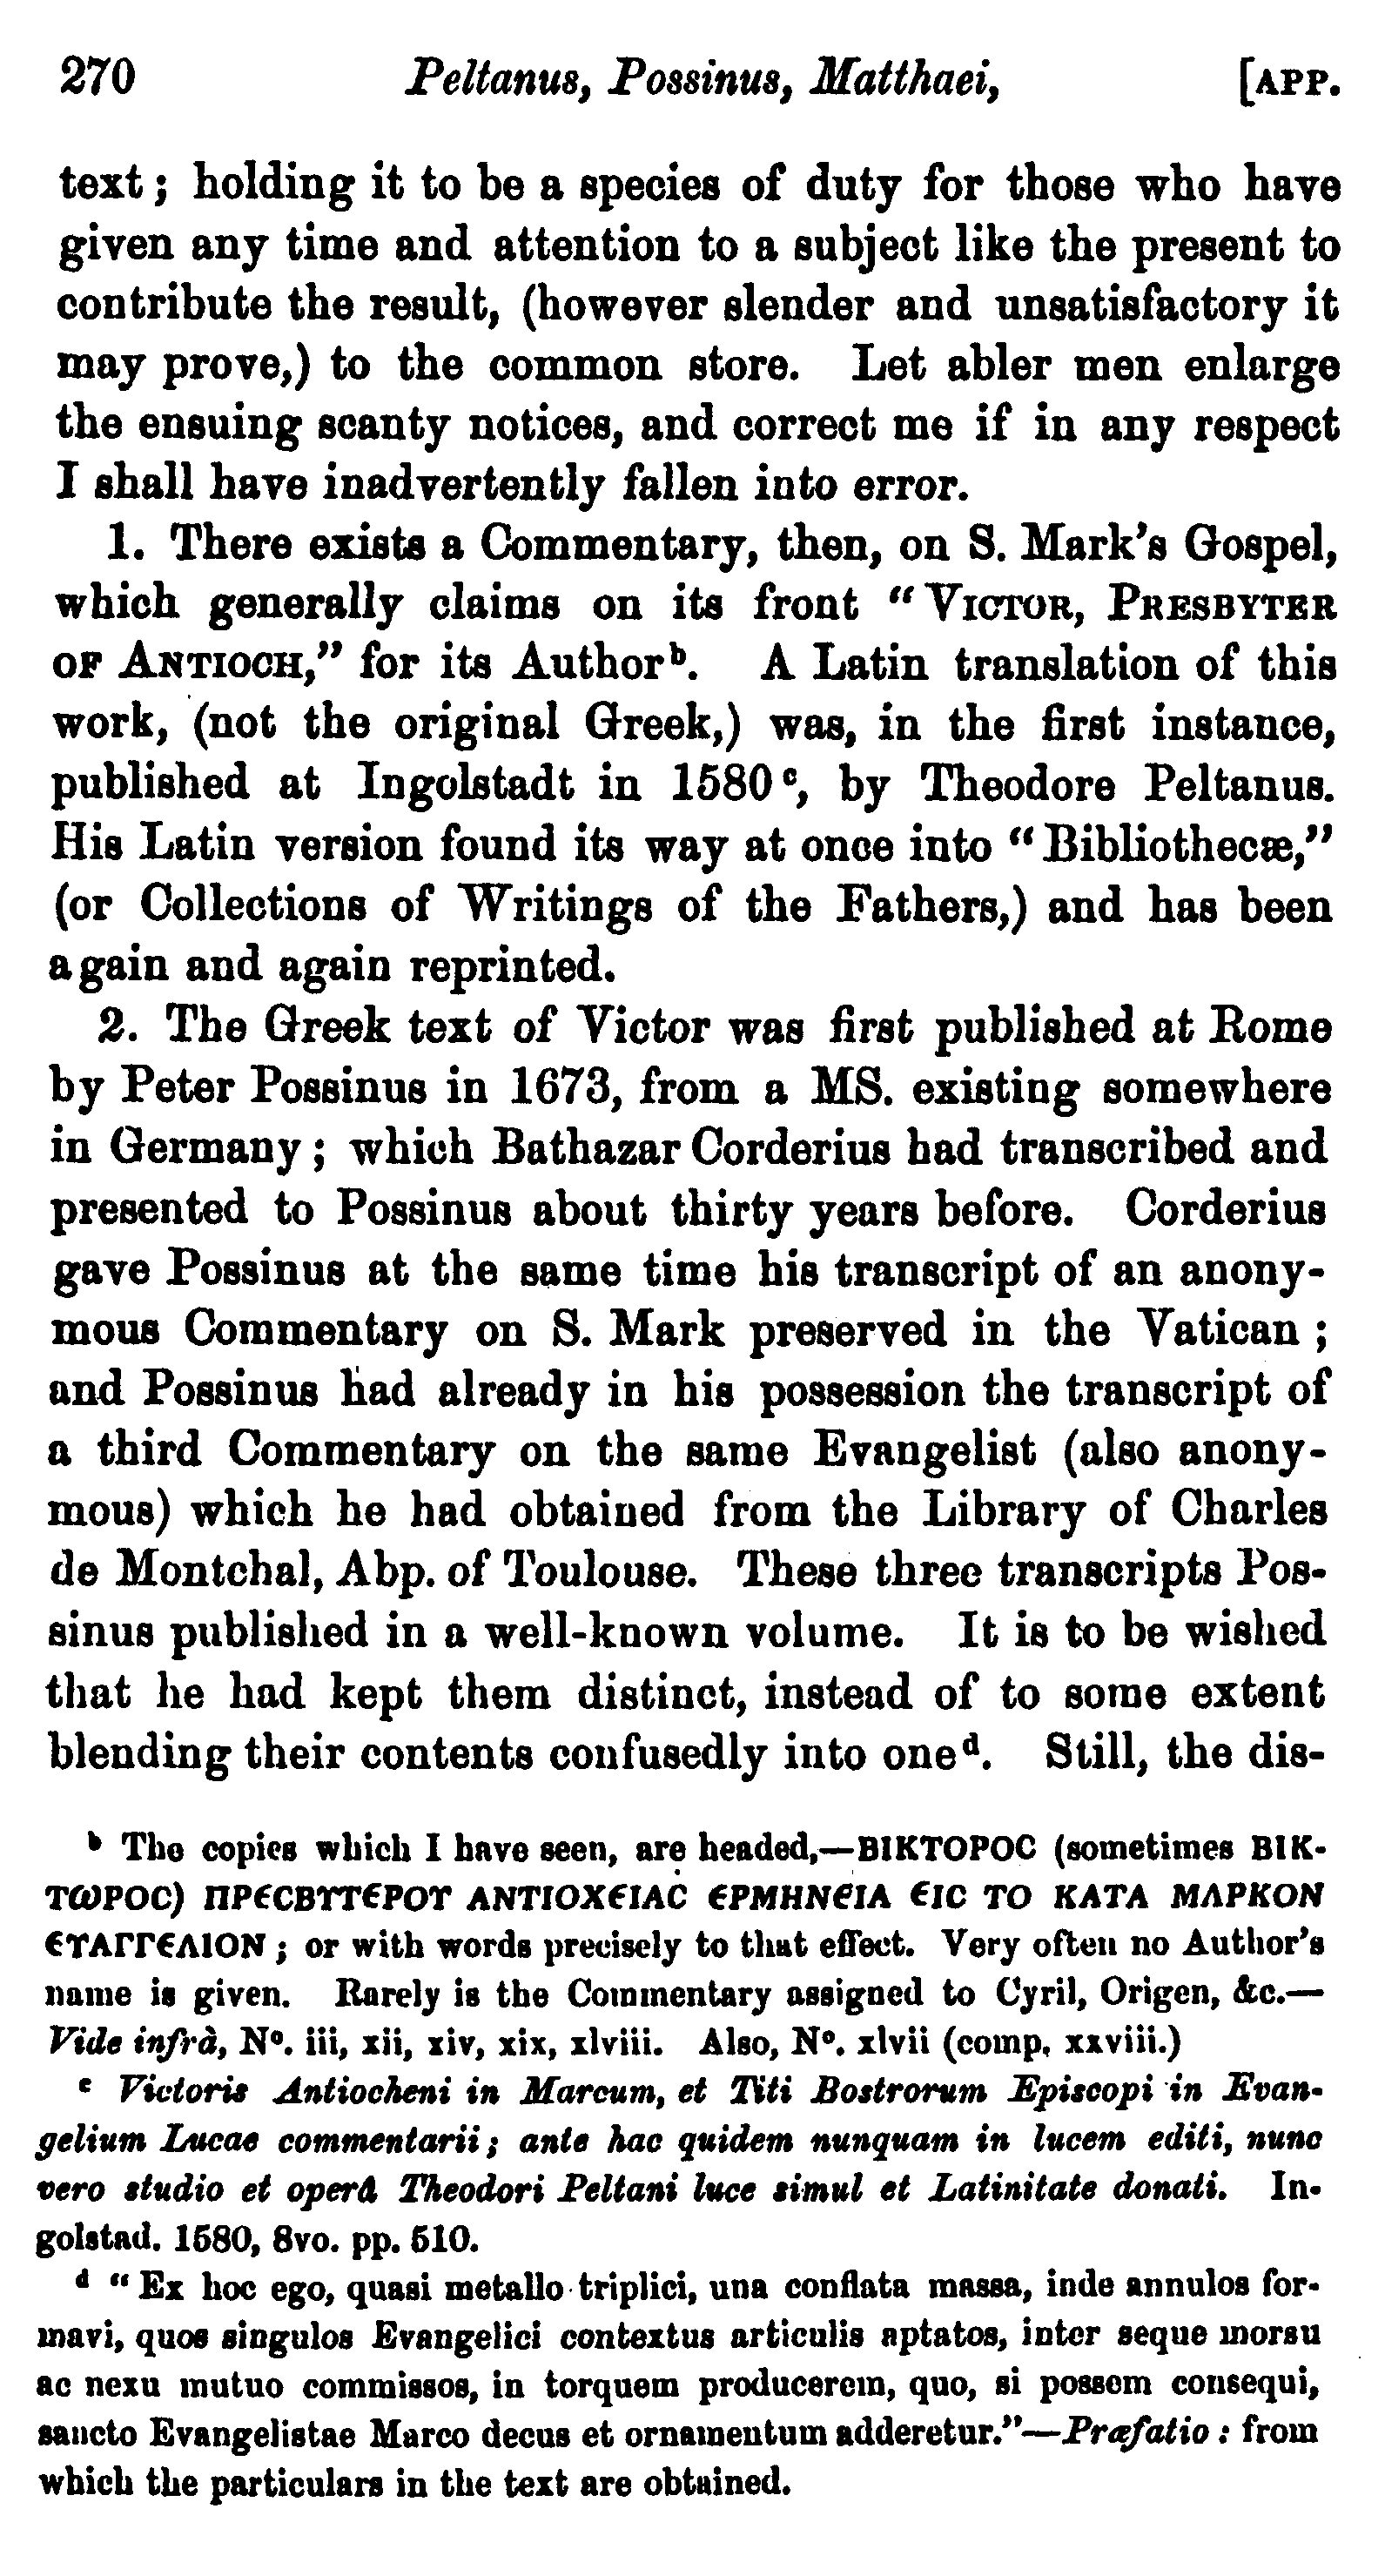 270 Peltanus, Possinus, Matthaei, [APP.
text; holding it to be a species of duty for those who have
given any time and attention to a subject like the present to
contribute the result, (however slender and unsatisfactory it
may prove,) to the common store. Let abler men enlarge
the ensuing scanty notices, and correct me if in any respect
I shall have inadvertently fallen into error.
1. There exists a Commentary, then, on S. Mark's Gospel,
which generally claims on its front "VICTOR, PRESBYTER
OF ANTIOCH," for its Author ᵇ. A Latin translation of this
work, (not the original Greek,) was, in the first instance,
published at Ingolstadt in 1580 ᶜ, by Theodore Peltanus.
His Latin version found its way at once into "Bibliothecæ,"
(or Collections of Writings of the Fathers,) and has been
again and again reprinted.
2. The Greek text of Victor was first published at Rome
by Peter Possinus in 1673, from a MS. existing somewhere
in Germany; which Bathazar Corderius had transcribed and
presented to Possinus about thirty years before. Corderius
gave Possinus at the same time his transcript of an anony-
mous Commentary on S. Mark preserved in the Vatican;
and Possinus had already in his possession the transcript of
a third Commentary on the same Evangelist (also anony-
mous) which he had obtained from the Library of Charles
de Montchal, Abp. of Toulouse. These three transcripts Pos-
sinus published in a well-known volume. It is to be wished
that he had kept them distinct, instead of to some extent
blending their contents confusedly into one ᵈ. Still, the dis-
ᵇ The copies which I have seen, are headed,—ΒΙΚΤΟΡΟC (sometimes ΒΙΚ-
ΤѠΡΟC) ΠΡЄCΒΥΤЄΡΟΥ ΑΝΤΙΟΧЄΙΑC ЄΡΜΗΝЄΙΑ ЄΙC ΤΟ ΚΑΤΑ ΜΑΡΚΟΝ
ЄΥΑΓΓЄΛΙΟΝ; or with words precisely to that effect. Very often no Author's
name is given. Rarely is the Commentary assigned to Cyril, Origen, &c.—
Vide infrà, Nº. iii, xii, xiv, xix, xlviii. Also, Nº. xlvii (comp. xxviii.)
ᶜ Victoris Antiocheni in Marcum, et Titi Bostrorum Episcopi in Evan-
gelium Lucae commentarii; ante hac quidem nunquam in lucem editi, nunc
vero studio et operâ Theodori Peltani luce simul et Latinitate donati. In-
golstad. 1580, 8vo. pp. 510.
ᵈ "Ex hoc ego, quasi metallo triplici, una conflata massa, inde annulos for-
mavi, quos singulos Evangelici contextus articulis aptatos, inter seque morsu
ac nexu mutuo commissos, in torquem producerem, quo, si possem consequi,
sancto Evangelistae Marco decus et ornamentum adderetur."—Præfatio: from
which the particulars in the text are obtained.